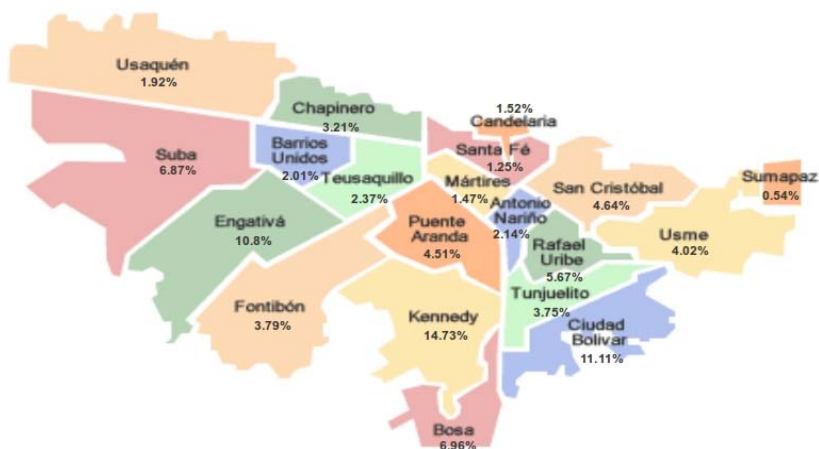 Usaquén
1.92%
Chapinero
3.21%
1.52%
Candelaria
Santa Fé
1.25%
Suba
6.87%
Barrios
Unidos
2.01%
Teusaquillo
2.37%
Mártires
1.47%
Antonio
Nariño
2.14%
San Cristóbal
4.64%
Sumapaz
0.54%
Engativá
10.8%
Puente
Aranda
4.51%
Rafael
Uribe
5.67%
Usme
4.02%
Fontibón
3.79%
Kennedy
14.73%
Tunjuelito
3.75%
Ciudad
Bolivar
11.11%
Bosa
6.96%